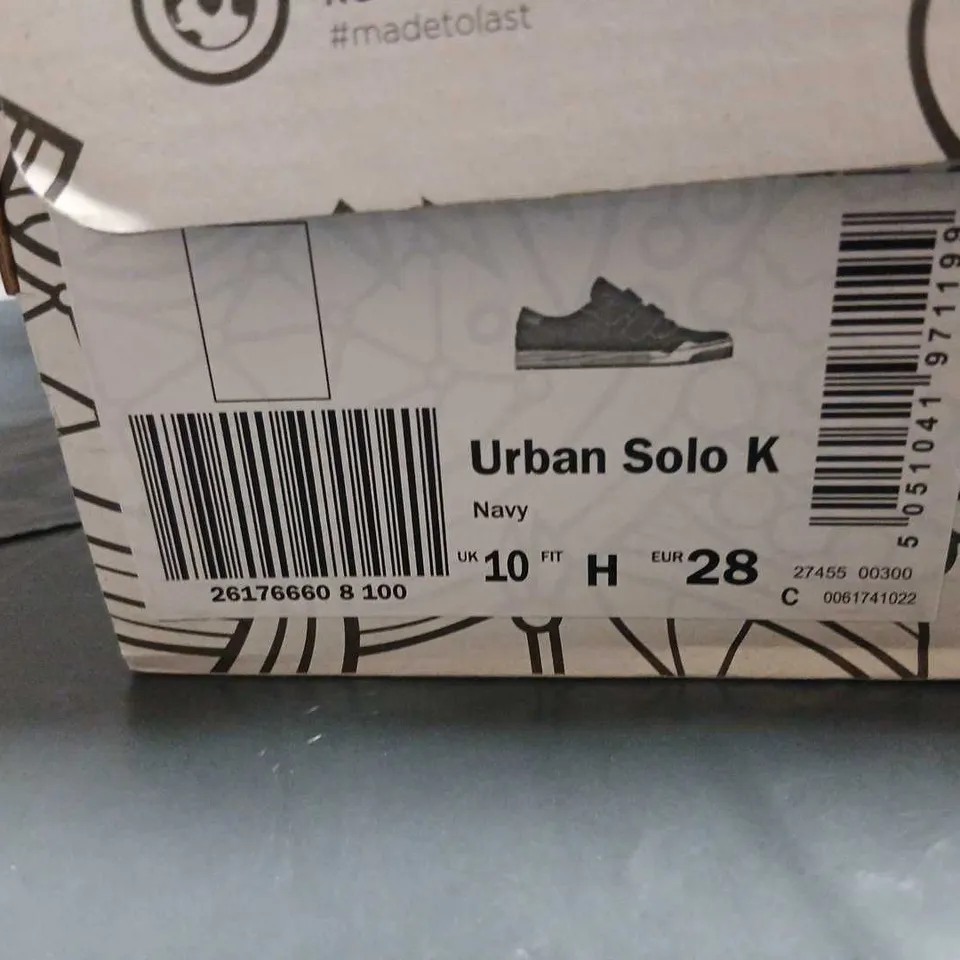 #madetolast
Urban Solo K
Navy
UK 10 FIT H EUR 28
26176660 8 100
27455 00300
C 0061741022
5 051041 971199